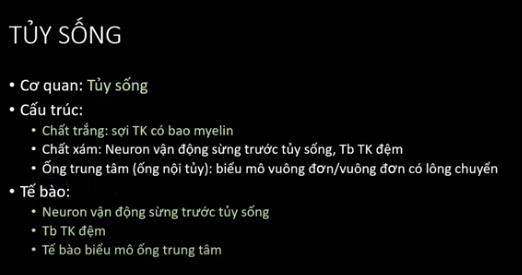 TỦY SỐNG
• Cơ quan: Tủy sống
• Cấu trúc:
• Chất trắng: sợi TK có bao myelin
• Chất xám: Neuron vận động sừng trước tủy sống, Tb TK đệm
• Ống trung tâm (ống nội tủy): biểu mô vuông đơn/vuông đơn có lông chuyển
• Tế bào:
• Neuron vận động sừng trước tủy sống
• Tb TK đệm
• Tế bào biểu mô ống trung tâm